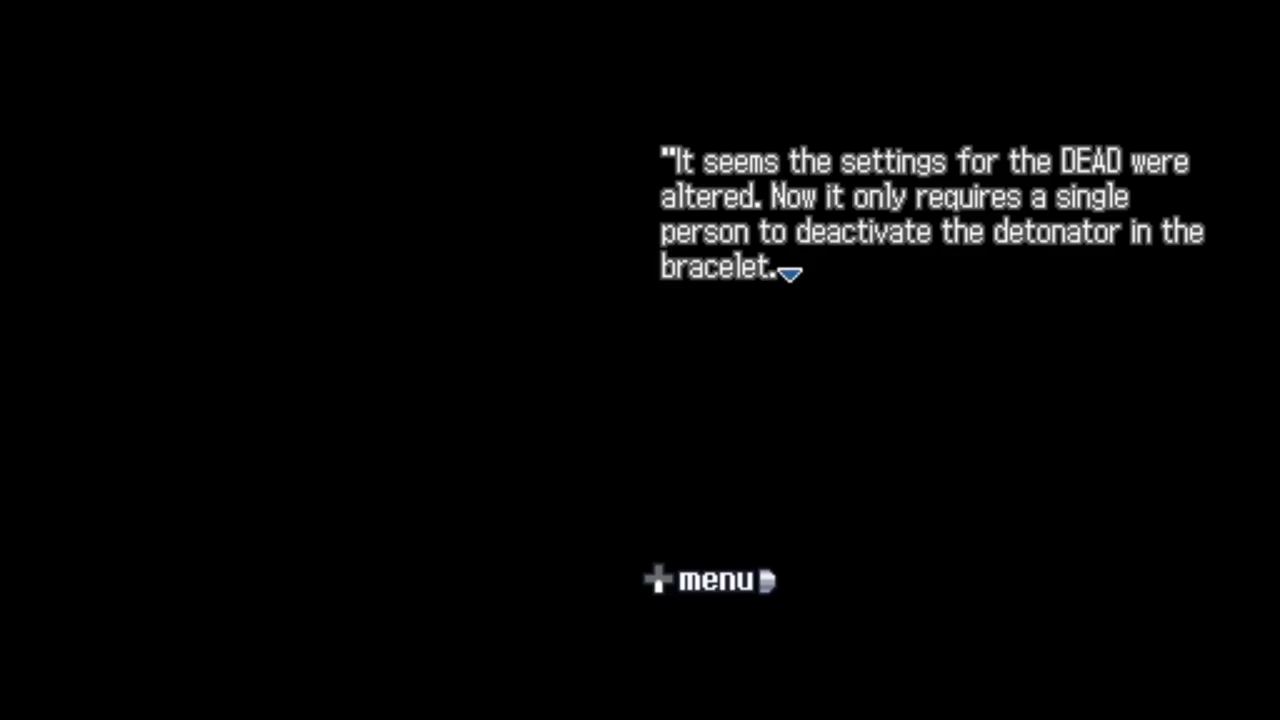 "It seems the settings for the DEAD were
altered. Now it only requires a single
person to deactivate the detonator in the
bracelet.
menu